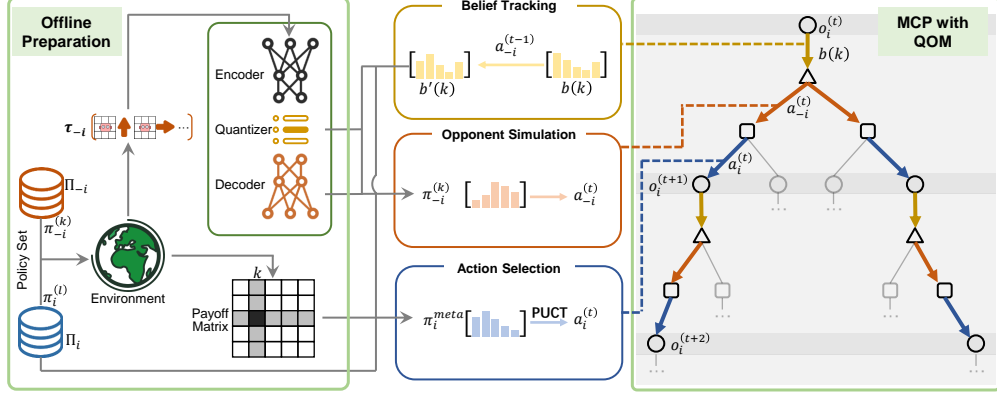 Offline
Preparation
Encoder
Quantizer
Decoder
τ_{-i}
...
Π_{-i}
π_{-i}^{(k)}
Policy Set
π_i^{(l)}
Π_i
Environment
k
Payoff
Matrix
Belief Tracking
a_{-i}^{(t-1)}
b'(k)
b(k)
Opponent Simulation
π_{-i}^{(k)}
a_{-i}^{(t)}
Action Selection
π_i^{meta}
PUCT
a_i^{(t)}
MCP with
QOM
o_i^{(t)}
b(k)
a_{-i}^{(t)}
a_i^{(t)}
o_i^{(t+1)}
...
...
...
...
o_i^{(t+2)}
...
...